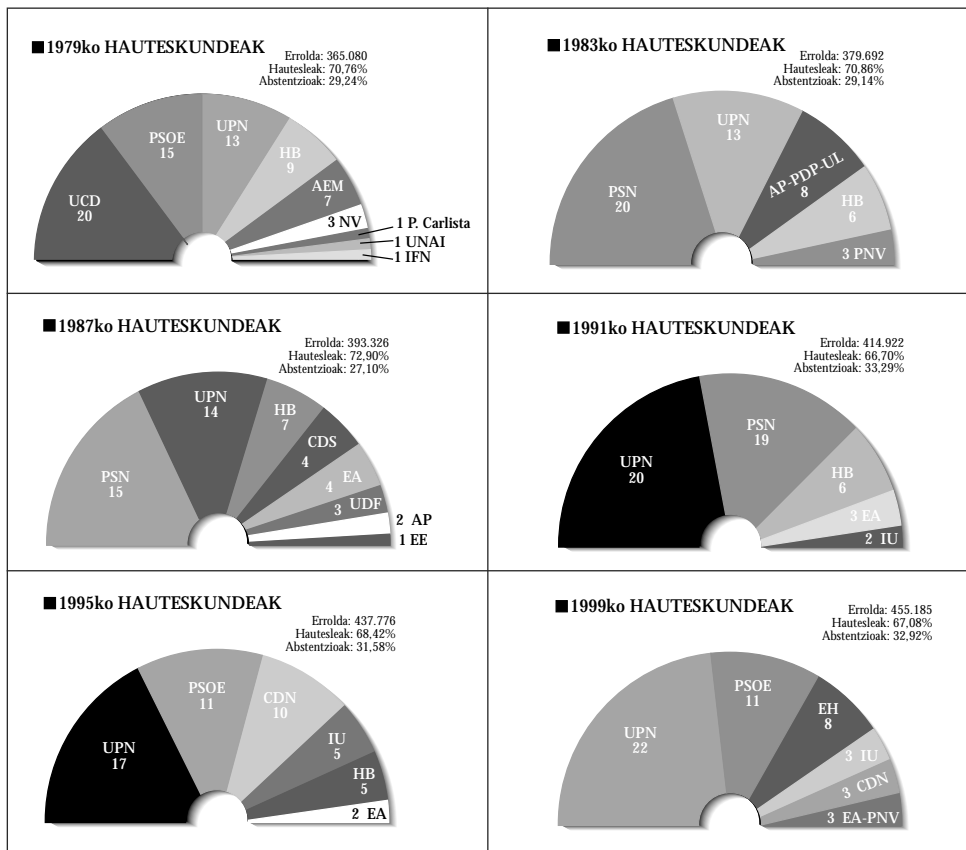 ■ 1979ko HAUTESKUNDEAK
Errolda: 365.080
Hautesleak: 70,76%
Abstentzioak: 29,24%
UCD
20
PSOE
15
UPN
13
HB
9
AEM
7
3 NV
1 P. Carlista
1 UNAI
1 IFN
■ 1983ko HAUTESKUNDEAK
Errolda: 379.692
Hautesleak: 70,86%
Abstentzioak: 29,14%
PSN
20
UPN
13
AP-PDP-UL
8
HB
6
3 PNV
■ 1987ko HAUTESKUNDEAK
Errolda: 393.326
Hautesleak: 72,90%
Abstentzioak: 27,10%
PSN
15
UPN
14
HB
7
CDS
4
4 EA
3 UDF
2 AP
1 EE
■ 1991ko HAUTESKUNDEAK
Errolda: 414.922
Hautesleak: 66,70%
Abstentzioak: 33,29%
UPN
20
PSN
19
HB
6
3 EA
2 IU
■ 1995ko HAUTESKUNDEAK
Errolda: 437.776
Hautesleak: 68,42%
Abstentzioak: 31,58%
UPN
17
PSOE
11
CDN
10
IU
5
HB
5
2 EA
■ 1999ko HAUTESKUNDEAK
Errolda: 455.185
Hautesleak: 67,08%
Abstentzioak: 32,92%
UPN
22
PSOE
11
EH
8
3 IU
3 CDN
3 EA-PNV